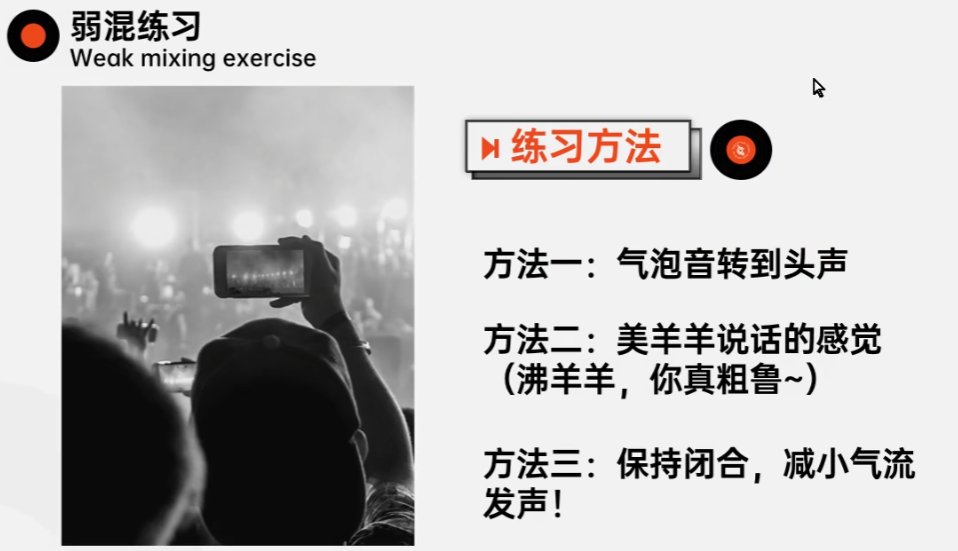 弱混练习
Weak mixing exercise
练习方法
方法一：气泡音转到头声
方法二：美羊羊说话的感觉
（沸羊羊，你真粗鲁~）
方法三：保持闭合，减小气流
发声！